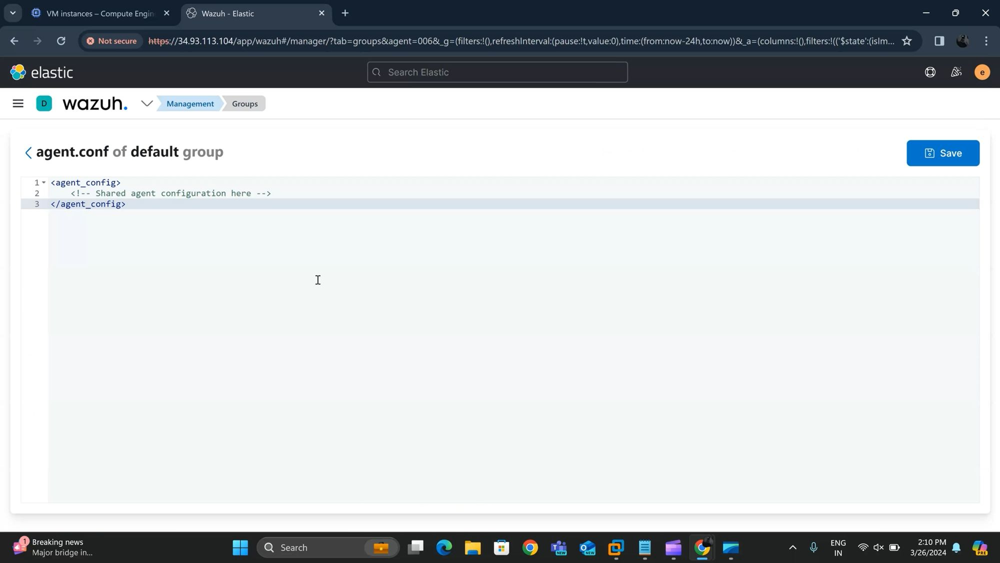 VM instances – Compute Engin
Wazuh - Elastic
Not secure
https://34.93.113.104/app/wazuh#/manager/?tab=groups&agent=006&_g=(filters:!(),refreshInterval:(pause:!t,value:0),time:(from:now-24h,to:now))&_a=(columns:!(),filters:!(('$state':(isIm...
elastic
Search Elastic
e
D
wazuh.
Management
Groups
agent.conf of default group
Save
1 <agent_config>
2 <!-- Shared agent configuration here -->
3 </agent_config>
1
Breaking news
Major bridge in...
Search
NEW
NEW
ENG
IN
2:10 PM
3/26/2024
PRE